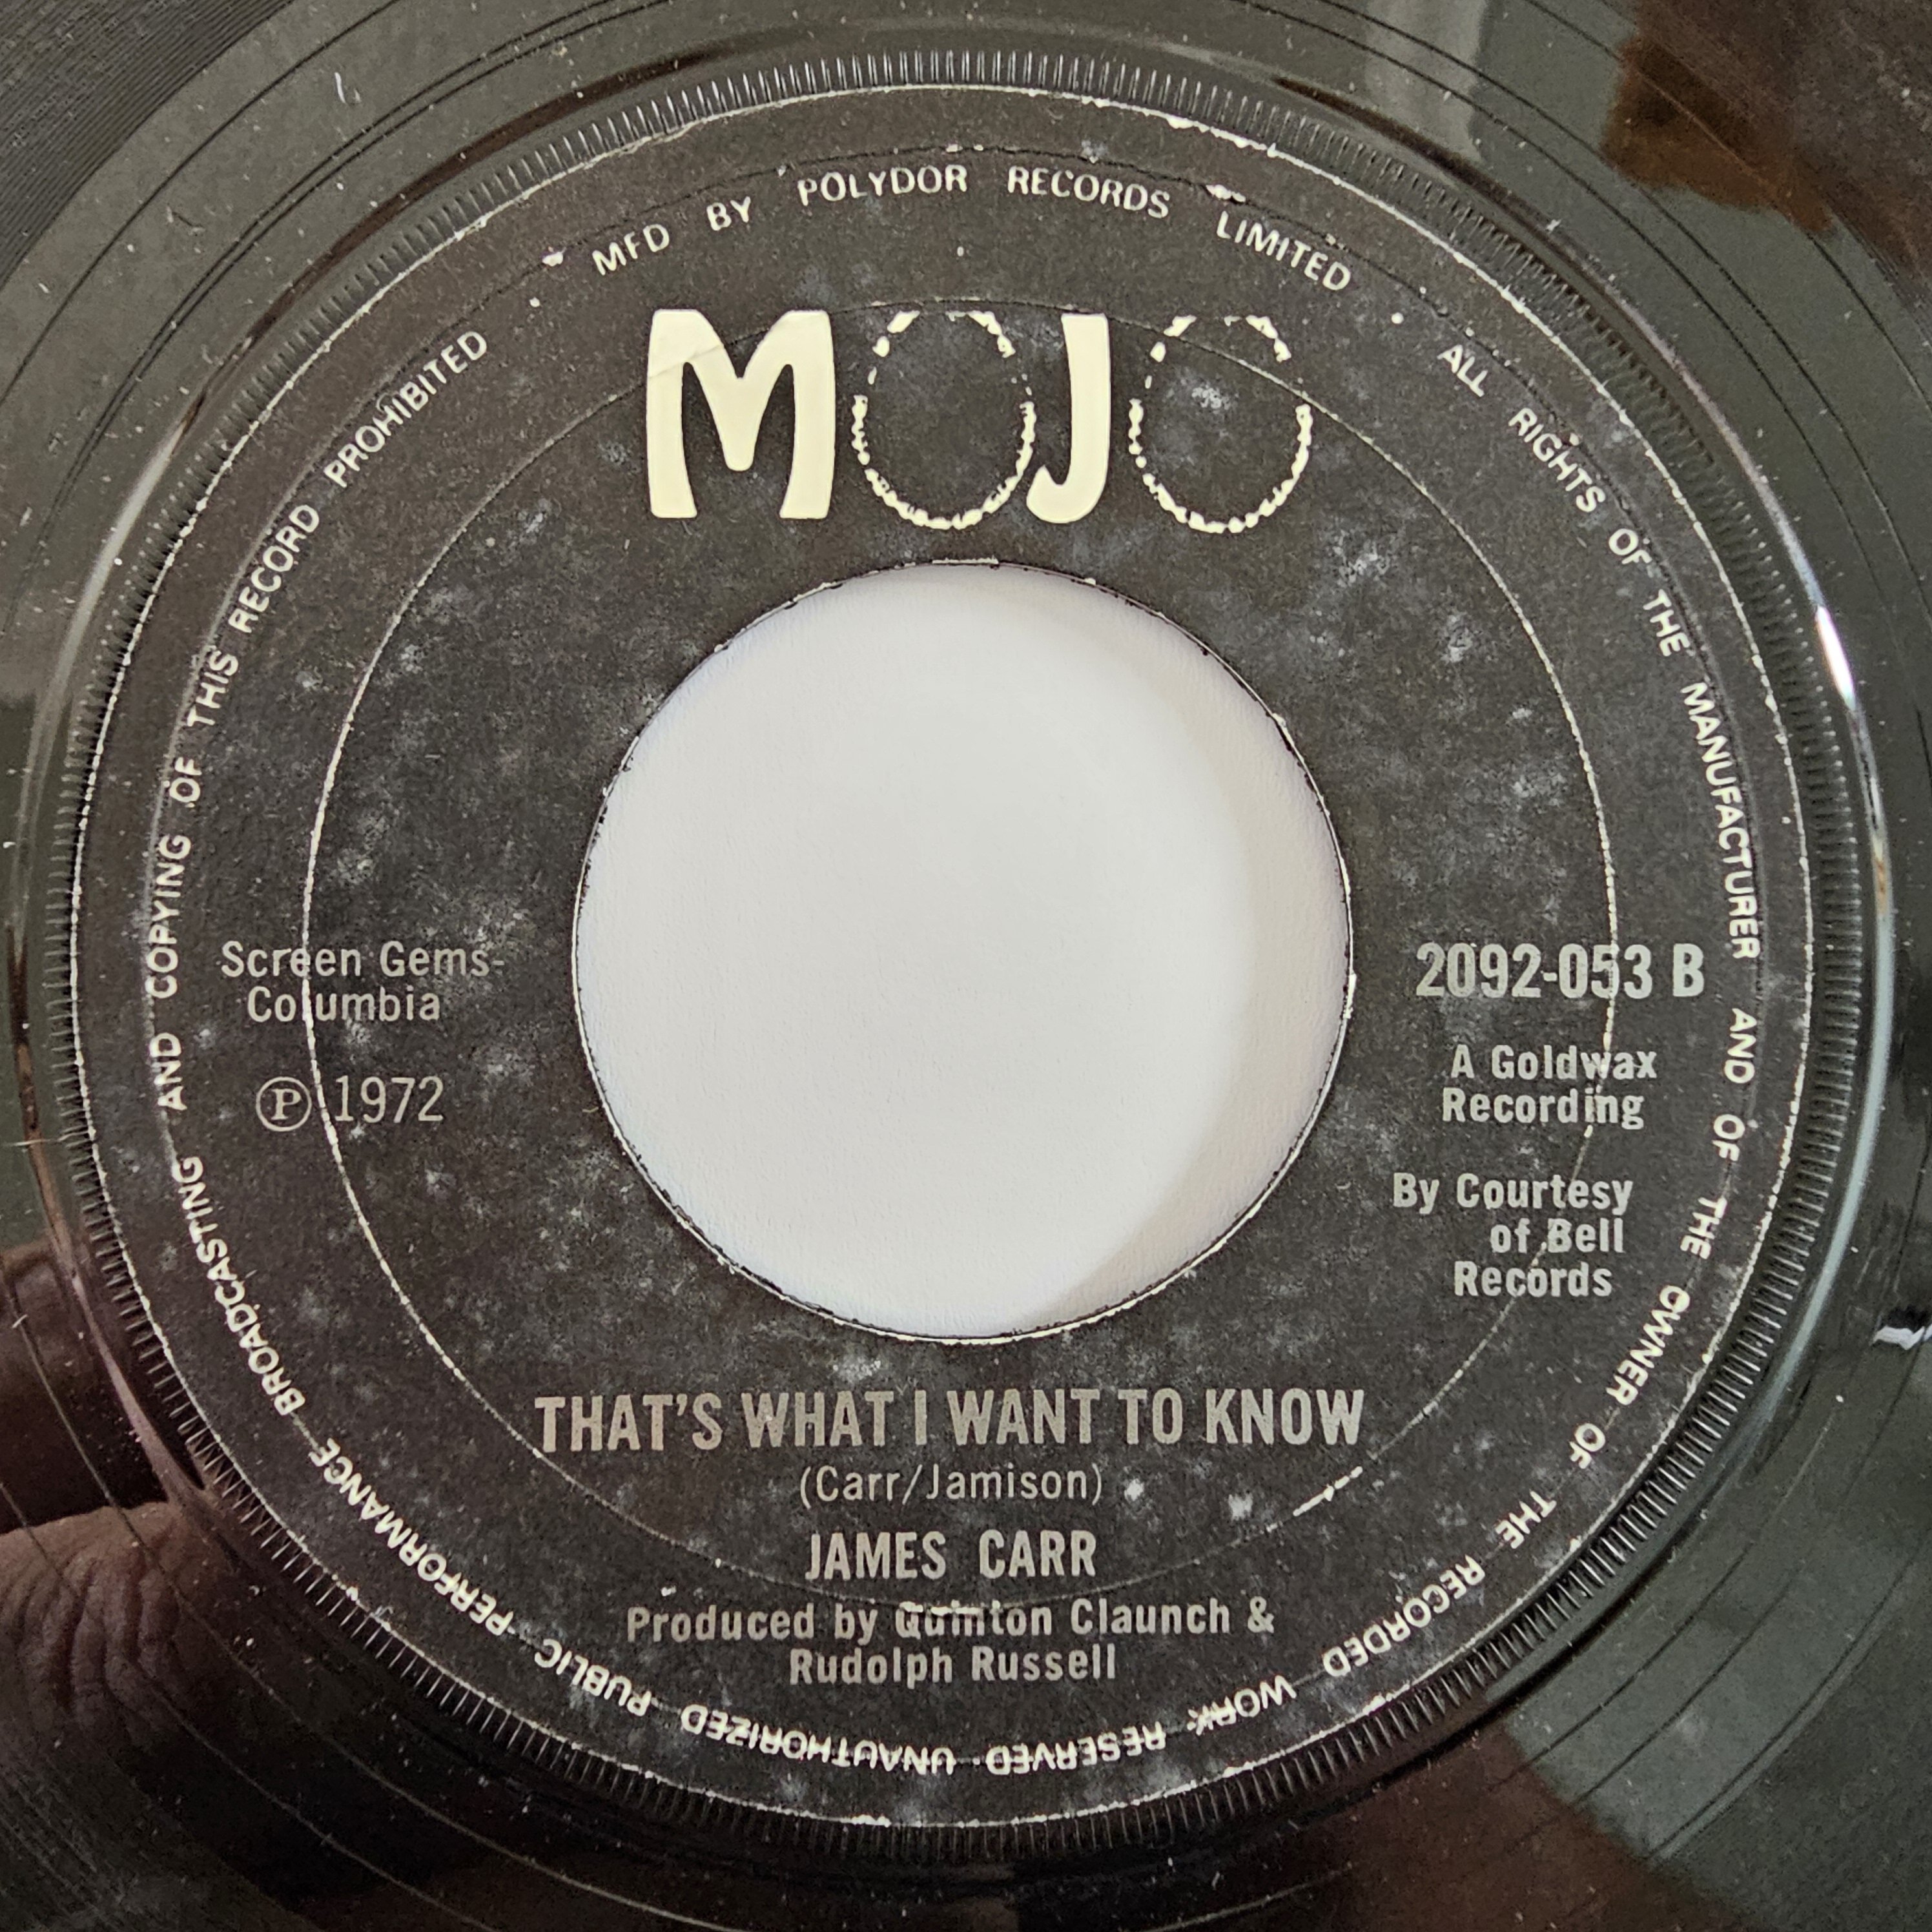 MFD BY POLYDOR RECORDS LIMITED • ALL RIGHTS OF THE MANUFACTURER AND OF THE OWNER OF THE RECORDED WORK RESERVED • UNAUTHORIZED PUBLIC PERFORMANCE BROADCASTING AND COPYING OF THIS RECORD PROHIBITED
MOJO
Screen Gems-
Columbia
℗ 1972
2092-053 B
A Goldwax
Recording
By Courtesy
of Bell
Records
THAT'S WHAT I WANT TO KNOW
(Carr/Jamison)
JAMES CARR
Produced by Quinton Claunch &
Rudolph Russell